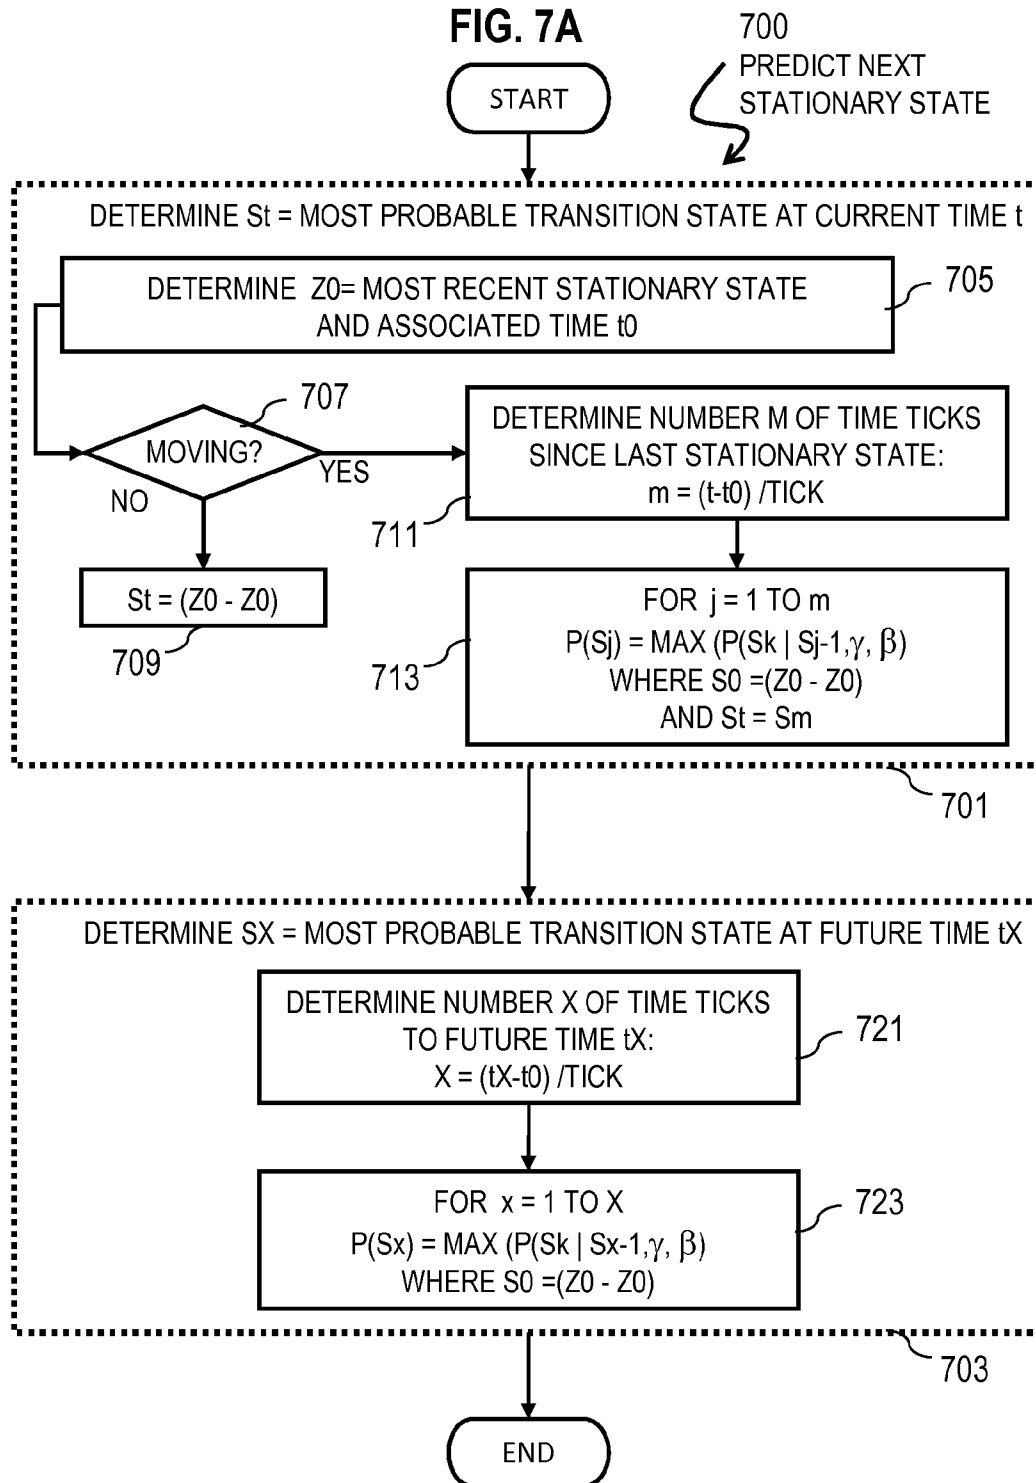 FIG. 7A
700
PREDICT NEXT
STATIONARY STATE
START
DETERMINE St = MOST PROBABLE TRANSITION STATE AT CURRENT TIME t
DETERMINE Z0= MOST RECENT STATIONARY STATE
AND ASSOCIATED TIME t0
705
707
MOVING?
YES
NO
DETERMINE NUMBER M OF TIME TICKS
SINCE LAST STATIONARY STATE:
m = (t-t0) /TICK
711
St = (Z0 - Z0)
709
FOR j = 1 TO m
P(Sj) = MAX (P(Sk | Sj-1,γ, β)
WHERE S0 =(Z0 - Z0)
AND St = Sm
713
701
DETERMINE SX = MOST PROBABLE TRANSITION STATE AT FUTURE TIME tX
DETERMINE NUMBER X OF TIME TICKS
TO FUTURE TIME tX:
X = (tX-t0) /TICK
721
FOR x = 1 TO X
P(Sx) = MAX (P(Sk | Sx-1,γ, β)
WHERE S0 =(Z0 - Z0)
723
703
END